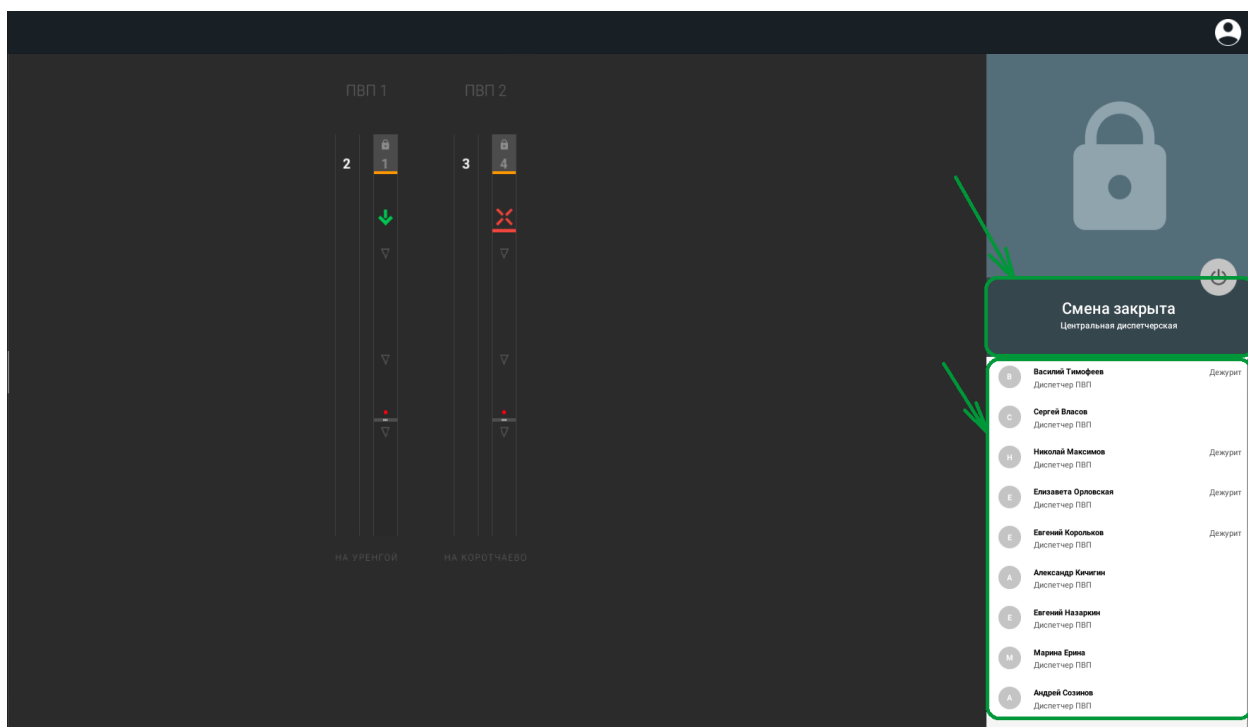 ПВП 1
ПВП 2
2
1
3
4
НА УРЕНГОЙ
НА КОРОТЧАЕВО
Смена закрыта
Центральная диспетчерская
В
Василий Тимофеев
Дежурит
Диспетчер ПВП
С
Сергей Власов
Диспетчер ПВП
Н
Николай Максимов
Дежурит
Диспетчер ПВП
Е
Елизавета Орловская
Дежурит
Диспетчер ПВП
Е
Евгений Корольков
Дежурит
Диспетчер ПВП
А
Александр Кичигин
Диспетчер ПВП
Е
Евгений Назаркин
Диспетчер ПВП
М
Марина Ерина
Диспетчер ПВП
А
Андрей Созинов
Диспетчер ПВП